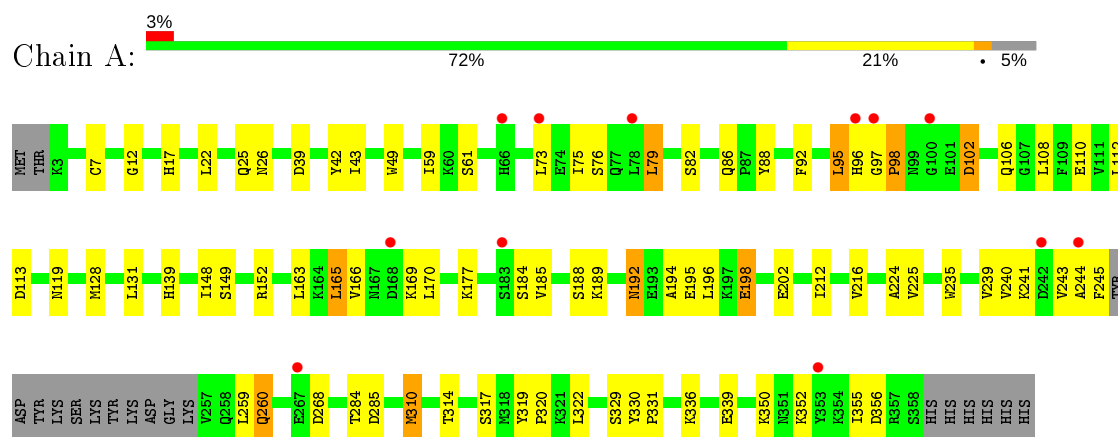 3%
Chain A:
72% 21% • 5%
MET THR K3 C7 G12 H17 L22 Q25 N26 D39 Y42 I43 W49 I59 K60 S61 H66 L73 E74 I75 S76 Q77 L78 L79 S82 Q86 P87 Y88 F92 L95 H96 G97 P98 N99 G100 E101 D102 Q106 G107 L108 F109 E110 V111 L112
D113 N119 M128 L131 H139 I148 S149 R152 L163 K164 L165 V166 N167 D168 K169 L170 K177 S183 S184 V185 S188 K189 N192 E193 A194 E195 L196 K197 E198 E202 I212 V216 A224 V225 W235 V239 V240 K241 D242 V243 A244 F245 TYR
ASP TYR LYS SER LYS TYR LYS ASP GLY LYS V257 Q258 L259 Q260 E267 D268 T284 D285 M310 T314 S317 M318 Y319 P320 K321 L322 S329 Y330 P331 K336 E339 K350 N351 K352 Y353 K354 I355 D356 R357 S358 HIS HIS HIS HIS HIS HIS